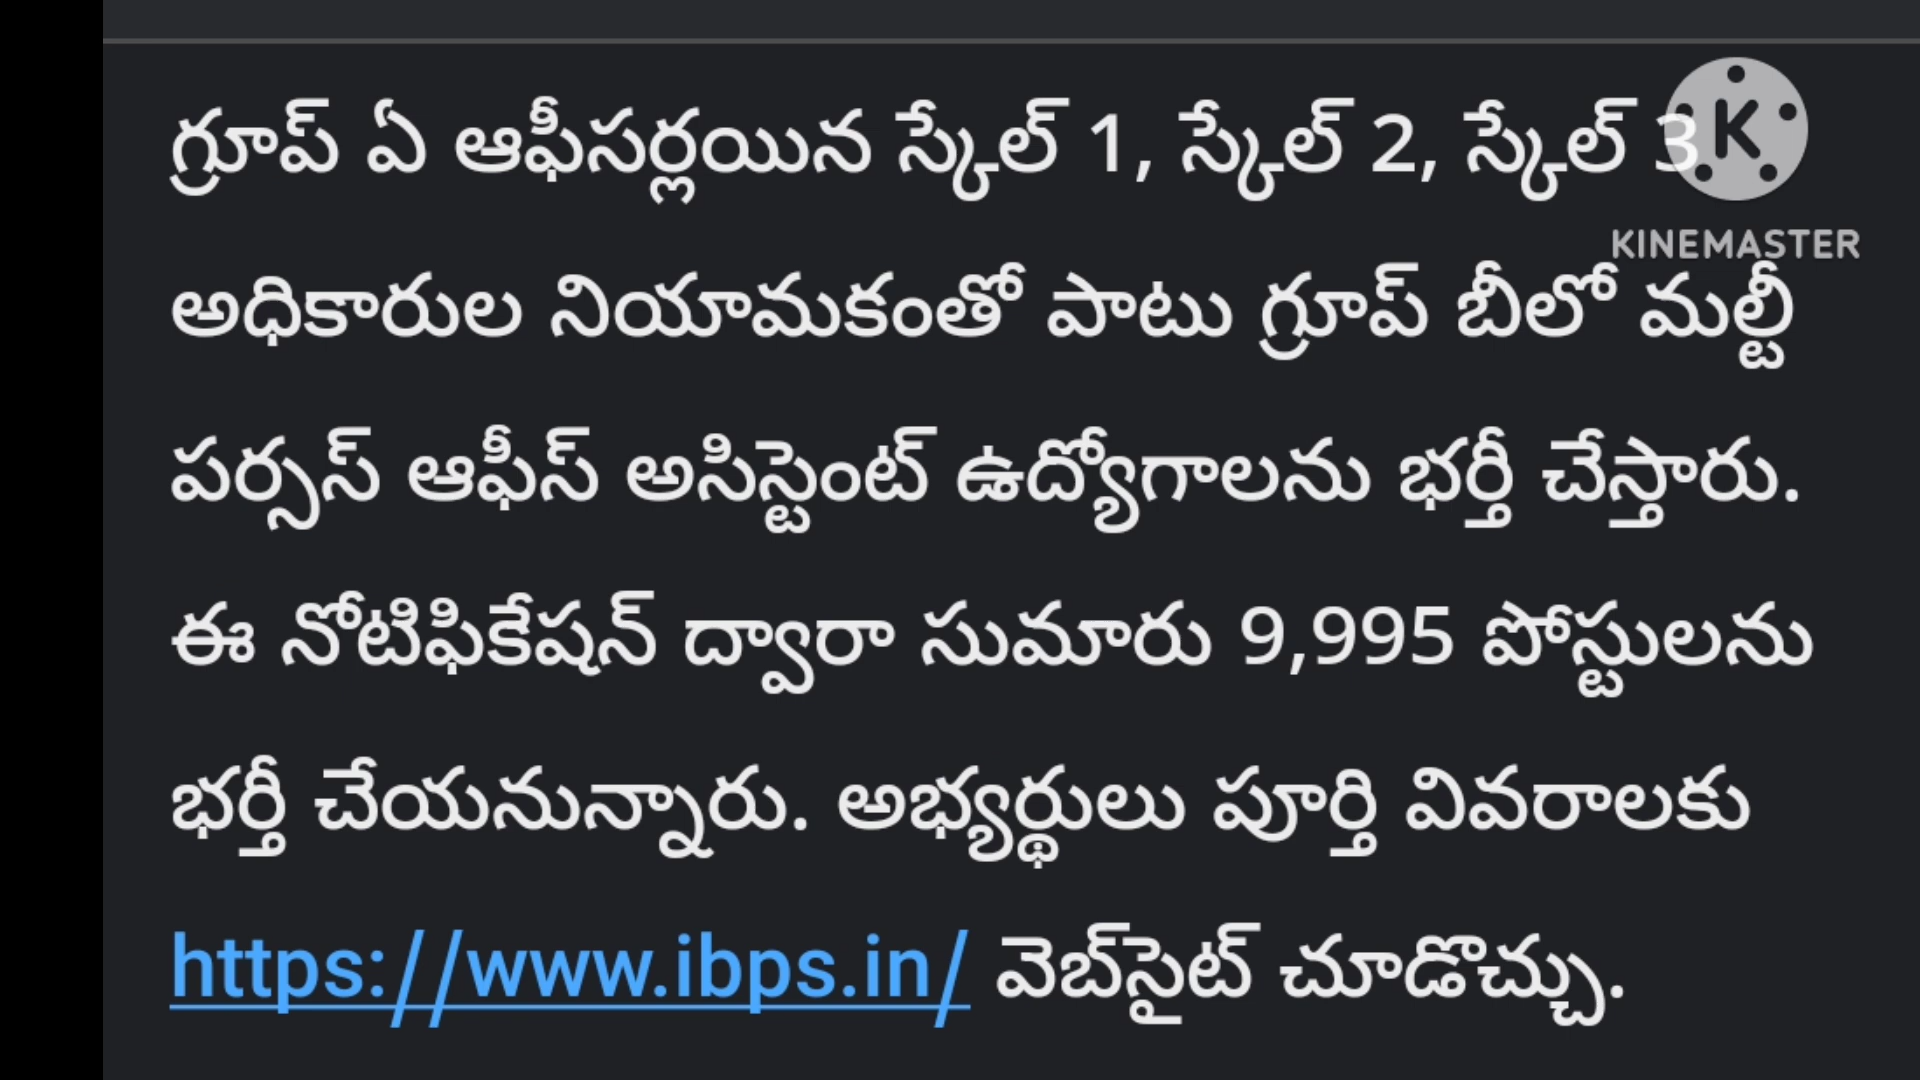 గ్రూప్ ఏ ఆఫీసర్లయిన స్కేల్ 1, స్కేల్ 2, స్కేల్ 3
K
KINEMASTER
అధికారుల నియామకంతో పాటు గ్రూప్ బీలో మల్టీ
పర్సస్ ఆఫీస్ అసిస్టెంట్ ఉద్యోగాలను భర్తీ చేస్తారు.
ఈ నోటిఫికేషన్ ద్వారా సుమారు 9,995 పోస్టులను
భర్తీ చేయనున్నారు. అభ్యర్థులు పూర్తి వివరాలకు
https://www.ibps.in/ వెబ్‌సైట్ చూడొచ్చు.